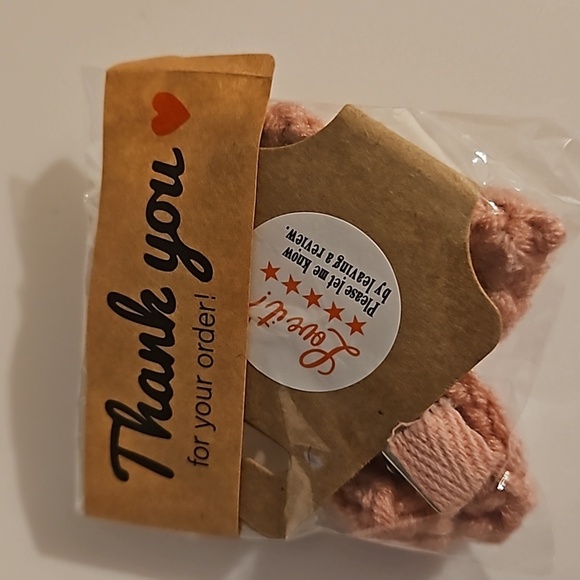 Thank you
for your order!
Love it?
Please let me know
by leaving a review.